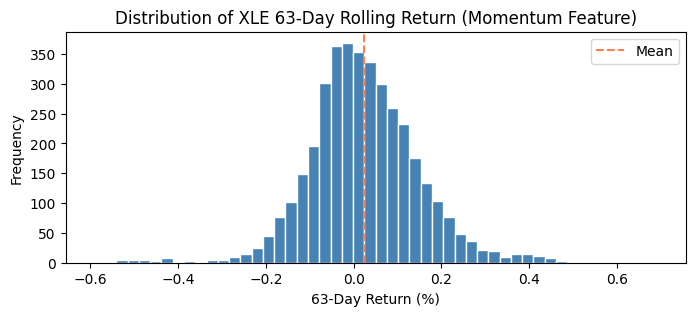 Distribution of XLE 63-Day Rolling Return (Momentum Feature)
Mean
350
300
250
200
150
100
50
0
Frequency
−0.6 −0.4 −0.2 0.0 0.2 0.4 0.6
63-Day Return (%)